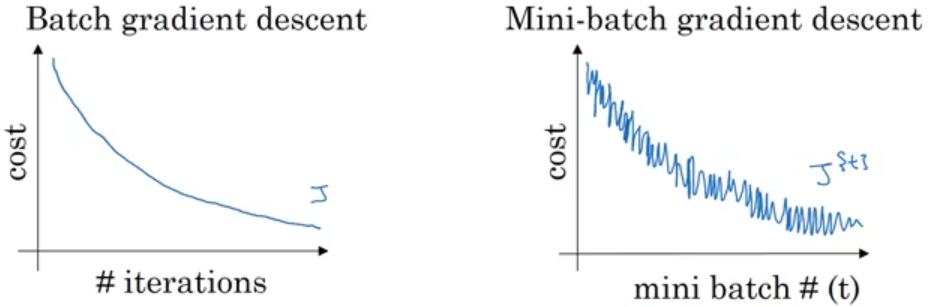 Batch gradient descent
cost
J
# iterations
Mini-batch gradient descent
cost
J^{t}
mini batch # (t)